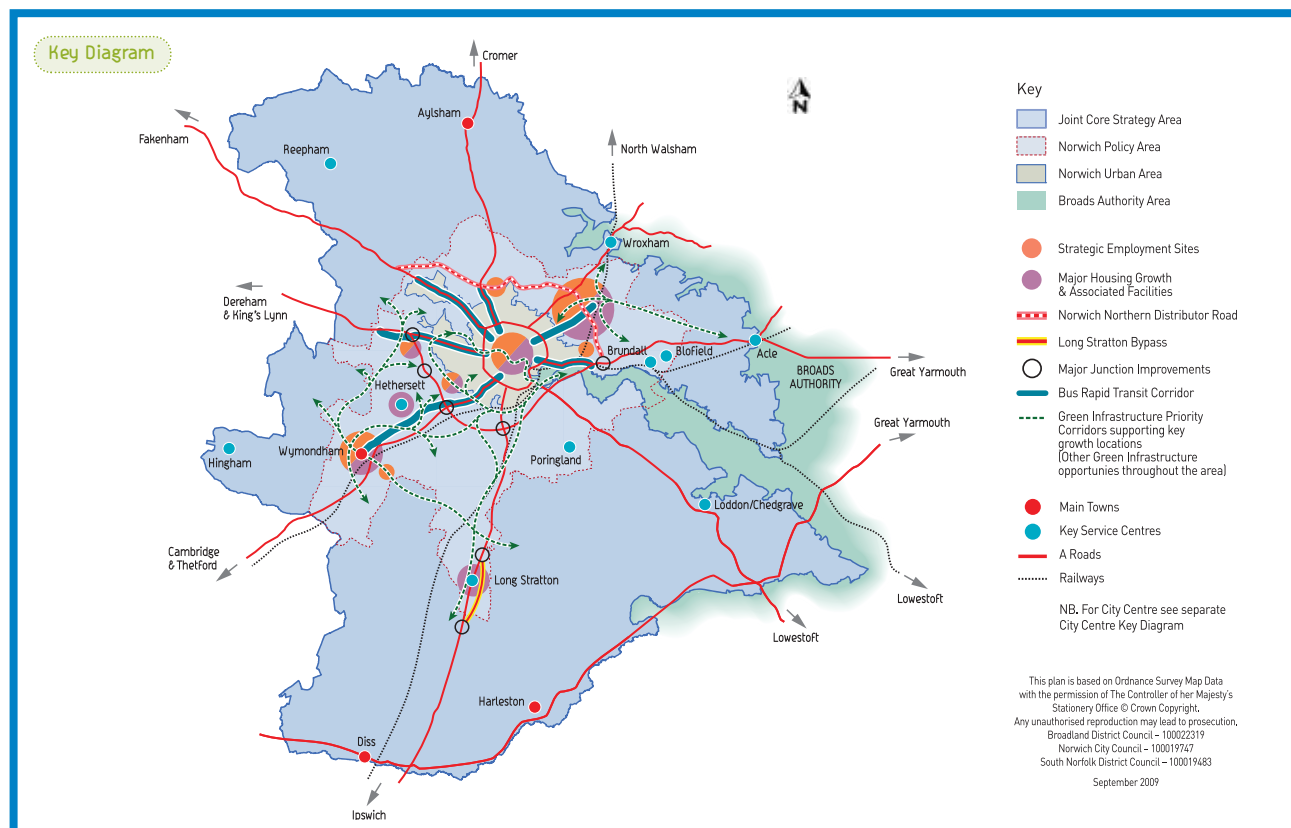 Key Diagram
Cromer
Aylsham
Fakenham
Reepham
North Walsham
Wroxham
Dereham
& King's Lynn
Brundall
Blofield
Acle
BROADS
AUTHORITY
Great Yarmouth
Hethersett
Great Yarmouth
Wymondham
Hingham
Poringland
Loddon/Chedgrave
Cambridge
& Thetford
Long Stratton
Lowestoft
Lowestoft
Harleston
Diss
Ipswich
N
Key
Joint Core Strategy Area
Norwich Policy Area
Norwich Urban Area
Broads Authority Area
Strategic Employment Sites
Major Housing Growth
& Associated Facilities
Norwich Northern Distributor Road
Long Stratton Bypass
Major Junction Improvements
Bus Rapid Transit Corridor
Green Infrastructure Priority
Corridors supporting key
growth locations
(Other Green Infrastructure
opportunies throughout the area)
Main Towns
Key Service Centres
A Roads
Railways
NB. For City Centre see separate
City Centre Key Diagram
This plan is based on Ordnance Survey Map Data
with the permission of The Controller of her Majesty's
Stationery Office © Crown Copyright.
Any unauthorised reproduction may lead to prosecution.
Broadland District Council – 100022319
Norwich City Council – 100019747
South Norfolk District Council – 100019483
September 2009